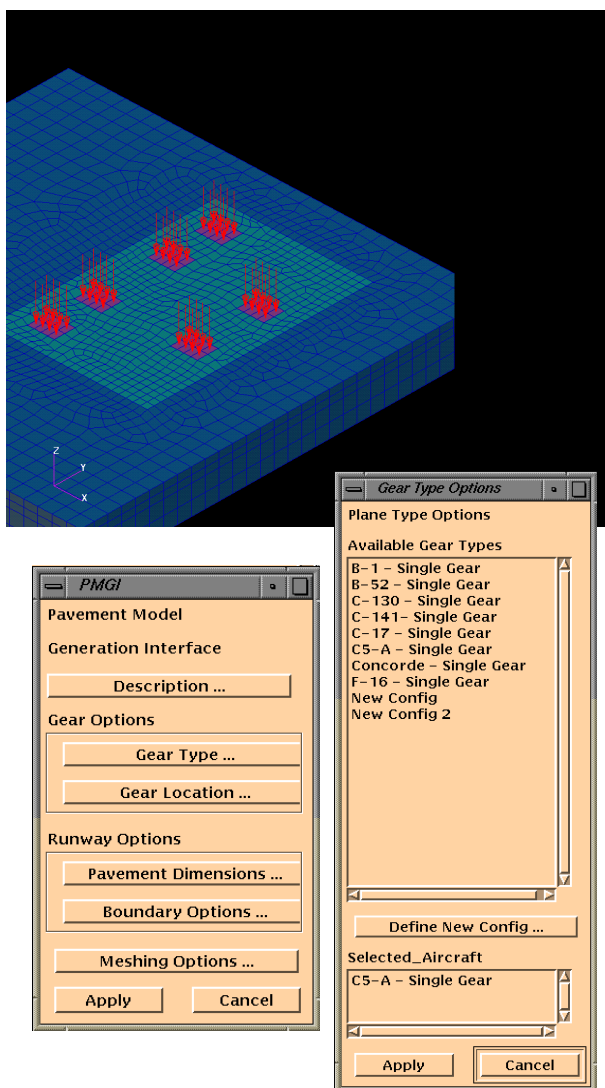 Z
Y
X
PMGI
Pavement Model
Generation Interface
Description ...
Gear Options
Gear Type ...
Gear Location ...
Runway Options
Pavement Dimensions ...
Boundary Options ...
Meshing Options ...
Apply
Cancel
Gear Type Options
Plane Type Options
Available Gear Types
B-1 - Single Gear
B-52 - Single Gear
C-130 - Single Gear
C-141- Single Gear
C-17 - Single Gear
C5-A - Single Gear
Concorde - Single Gear
F-16 - Single Gear
New Config
New Config 2
Define New Config ...
Selected_Aircraft
C5-A - Single Gear
Apply
Cancel